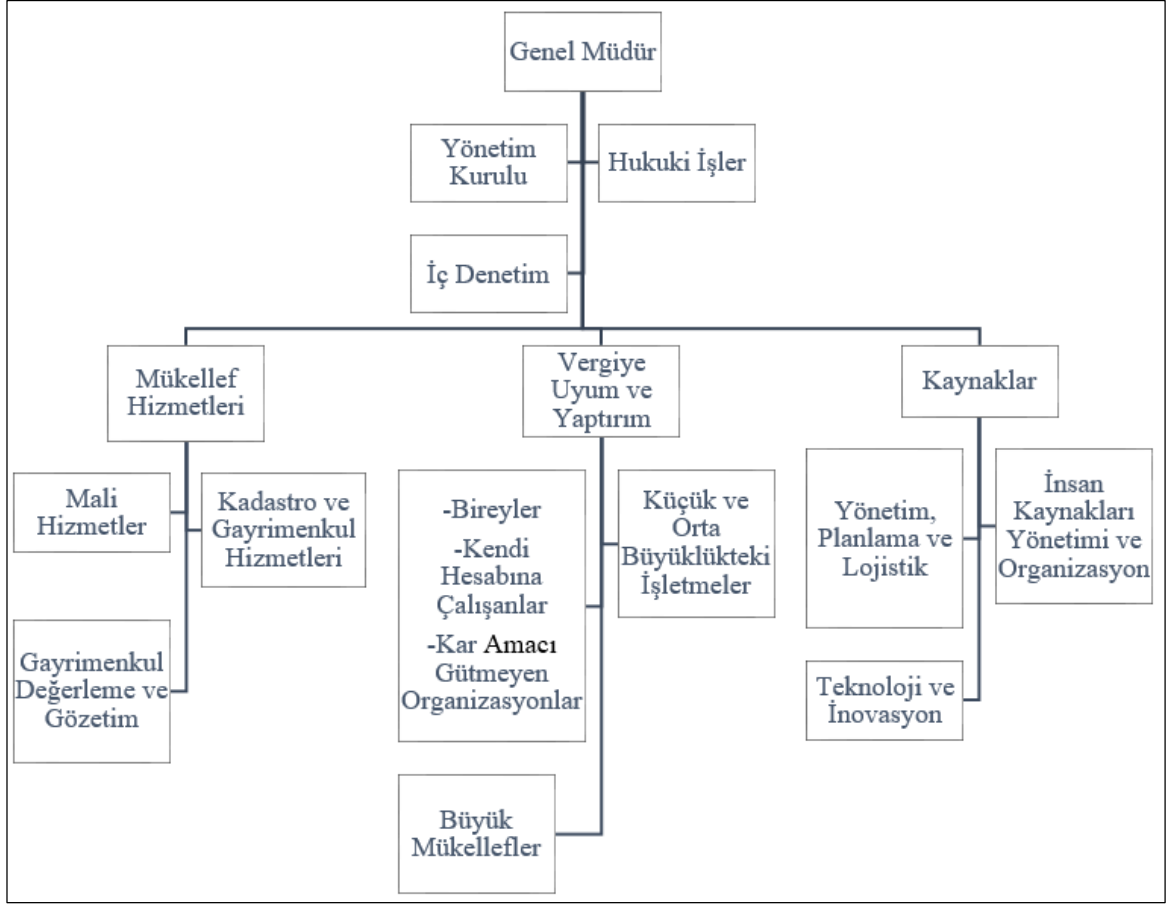 Genel Müdür
Yönetim
Kurulu
Hukuki İşler
İç Denetim
Mükellef
Hizmetleri
Vergiye
Uyum ve
Yaptırım
Kaynaklar
Mali
Hizmetler
Kadastro ve
Gayrimenkul
Hizmetleri
Gayrimenkul
Değerleme ve
Gözetim
-Bireyler
-Kendi
Hesabına
Çalışanlar
-Kar Amacı
Gütmeyen
Organizasyonlar
Küçük ve
Orta
Büyüklükteki
İşletmeler
Büyük
Mükellefler
Yönetim,
Planlama ve
Lojistik
İnsan
Kaynakları
Yönetimi ve
Organizasyon
Teknoloji ve
İnovasyon